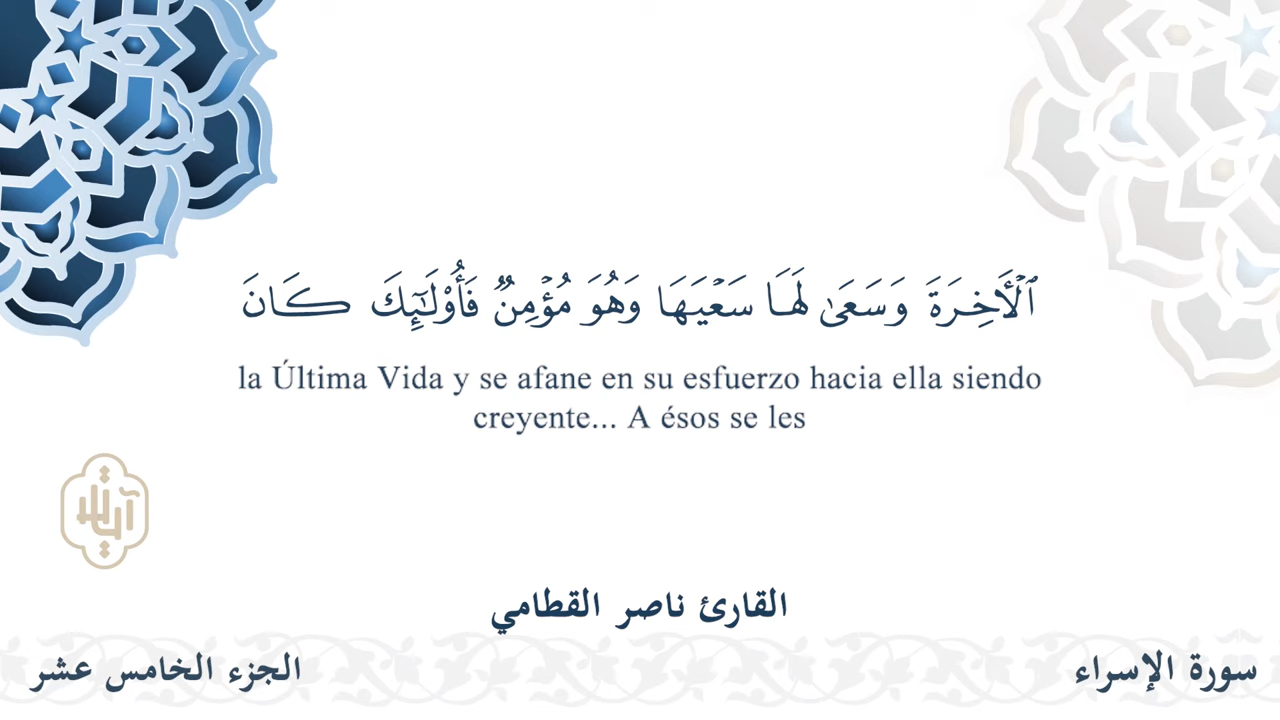 ٱلْأَخِرَةَ وَسَعَىٰ لَهَا سَعْيَهَا وَهُوَ مُؤْمِنٌ فَأُو۟لَـٰٓئِكَ كَانَ
la Última Vida y se afane en su esfuerzo hacia ella siendo
creyente... A ésos se les
القارئ ناصر القطامي
سورة الإسراء
الجزء الخامس عشر